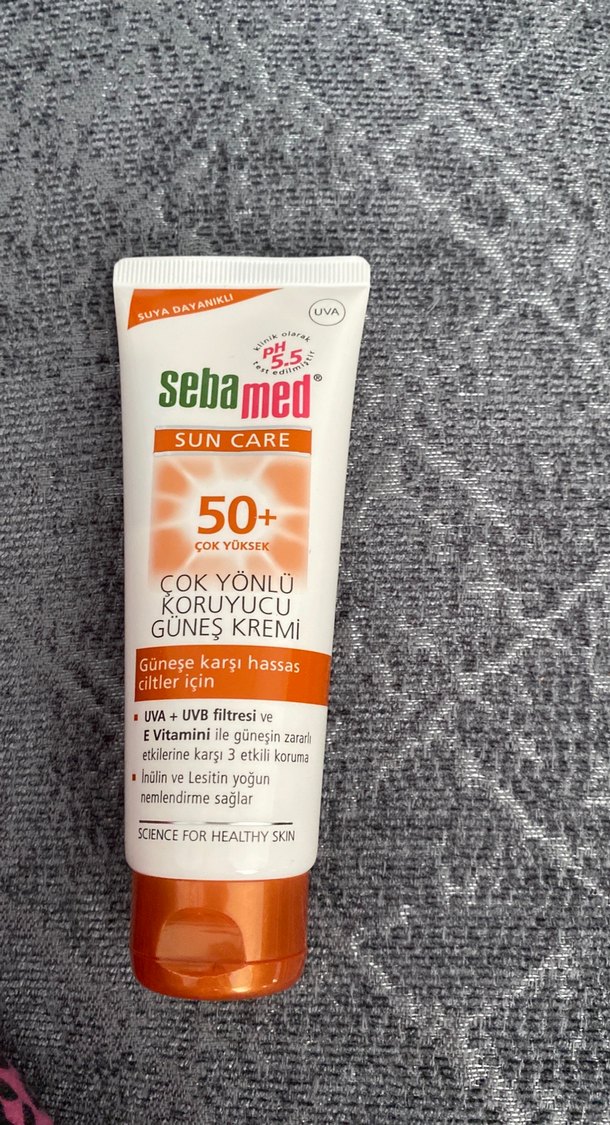 SUYA DAYANIKLI
UVA
klinik olarak
pH
5.5
test edilmiştir
sebamed®
SUN CARE
50+
ÇOK YÜKSEK
ÇOK YÖNLÜ
KORUYUCU
GÜNEŞ KREMİ
Güneşe karşı hassas
ciltler için
▪ UVA + UVB filtresi ve
E Vitamini ile güneşin zararlı
etkilerine karşı 3 etkili koruma
▪ İnülin ve Lesitin yoğun
nemlendirme sağlar
SCIENCE FOR HEALTHY SKIN